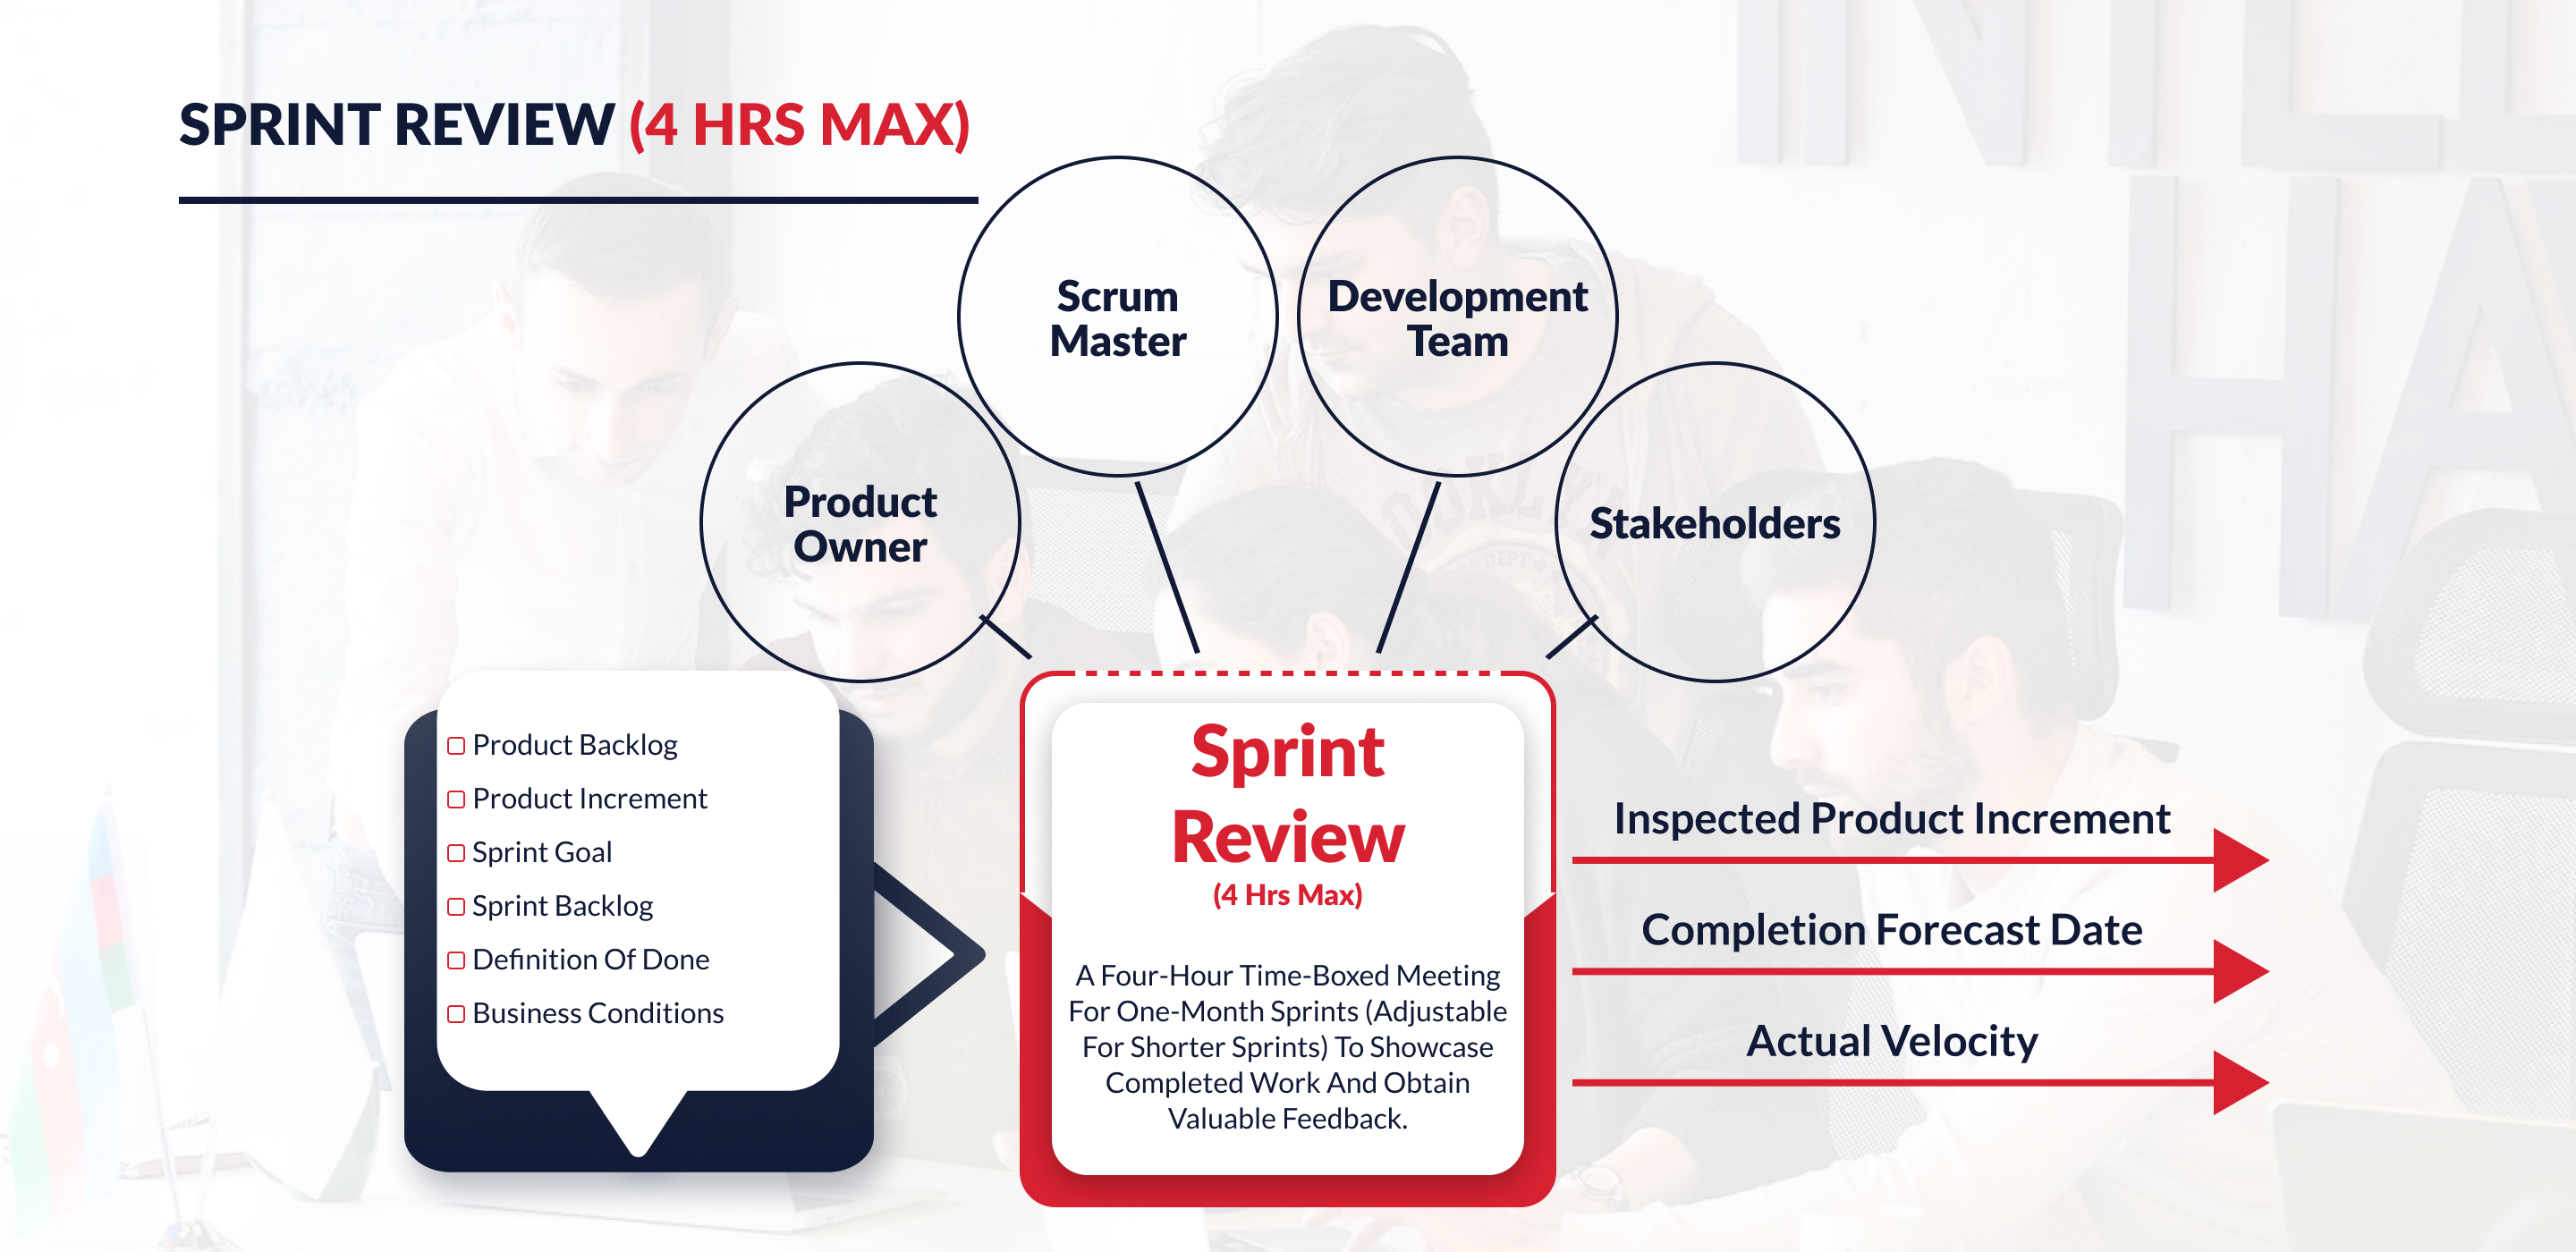 SPRINT REVIEW (4 HRS MAX)
Scrum
Master
Development
Team
Product
Owner
Stakeholders
Product Backlog
Product Increment
Sprint Goal
Sprint Backlog
Definition Of Done
Business Conditions
Sprint
Review
(4 Hrs Max)
A Four-Hour Time-Boxed Meeting
For One-Month Sprints (Adjustable
For Shorter Sprints) To Showcase
Completed Work And Obtain
Valuable Feedback.
Inspected Product Increment
Completion Forecast Date
Actual Velocity